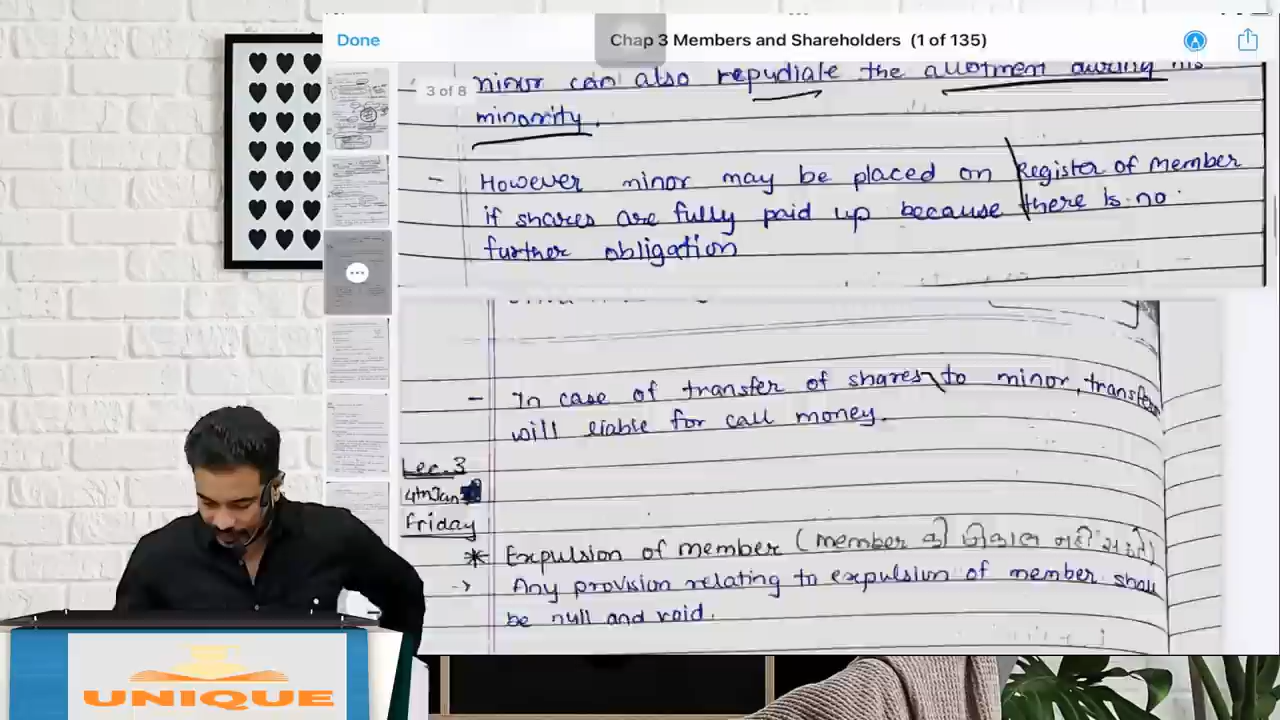 Done
Chap 3 Members and Shareholders (1 of 135)
3 of 8
minor can also repudiate the allotment during his
minority.
- However minor may be placed on Register of member
if shares are fully paid up because there is no
further obligation
- In case of transfer of shares to minor, transferor
will liable for call money.
Lec. 3
4th Jan
Friday
* Expulsion of member (member को निकाल नही सकते)
→ Any provision relating to expulsion of member shall
be null and void.
UNIQUE